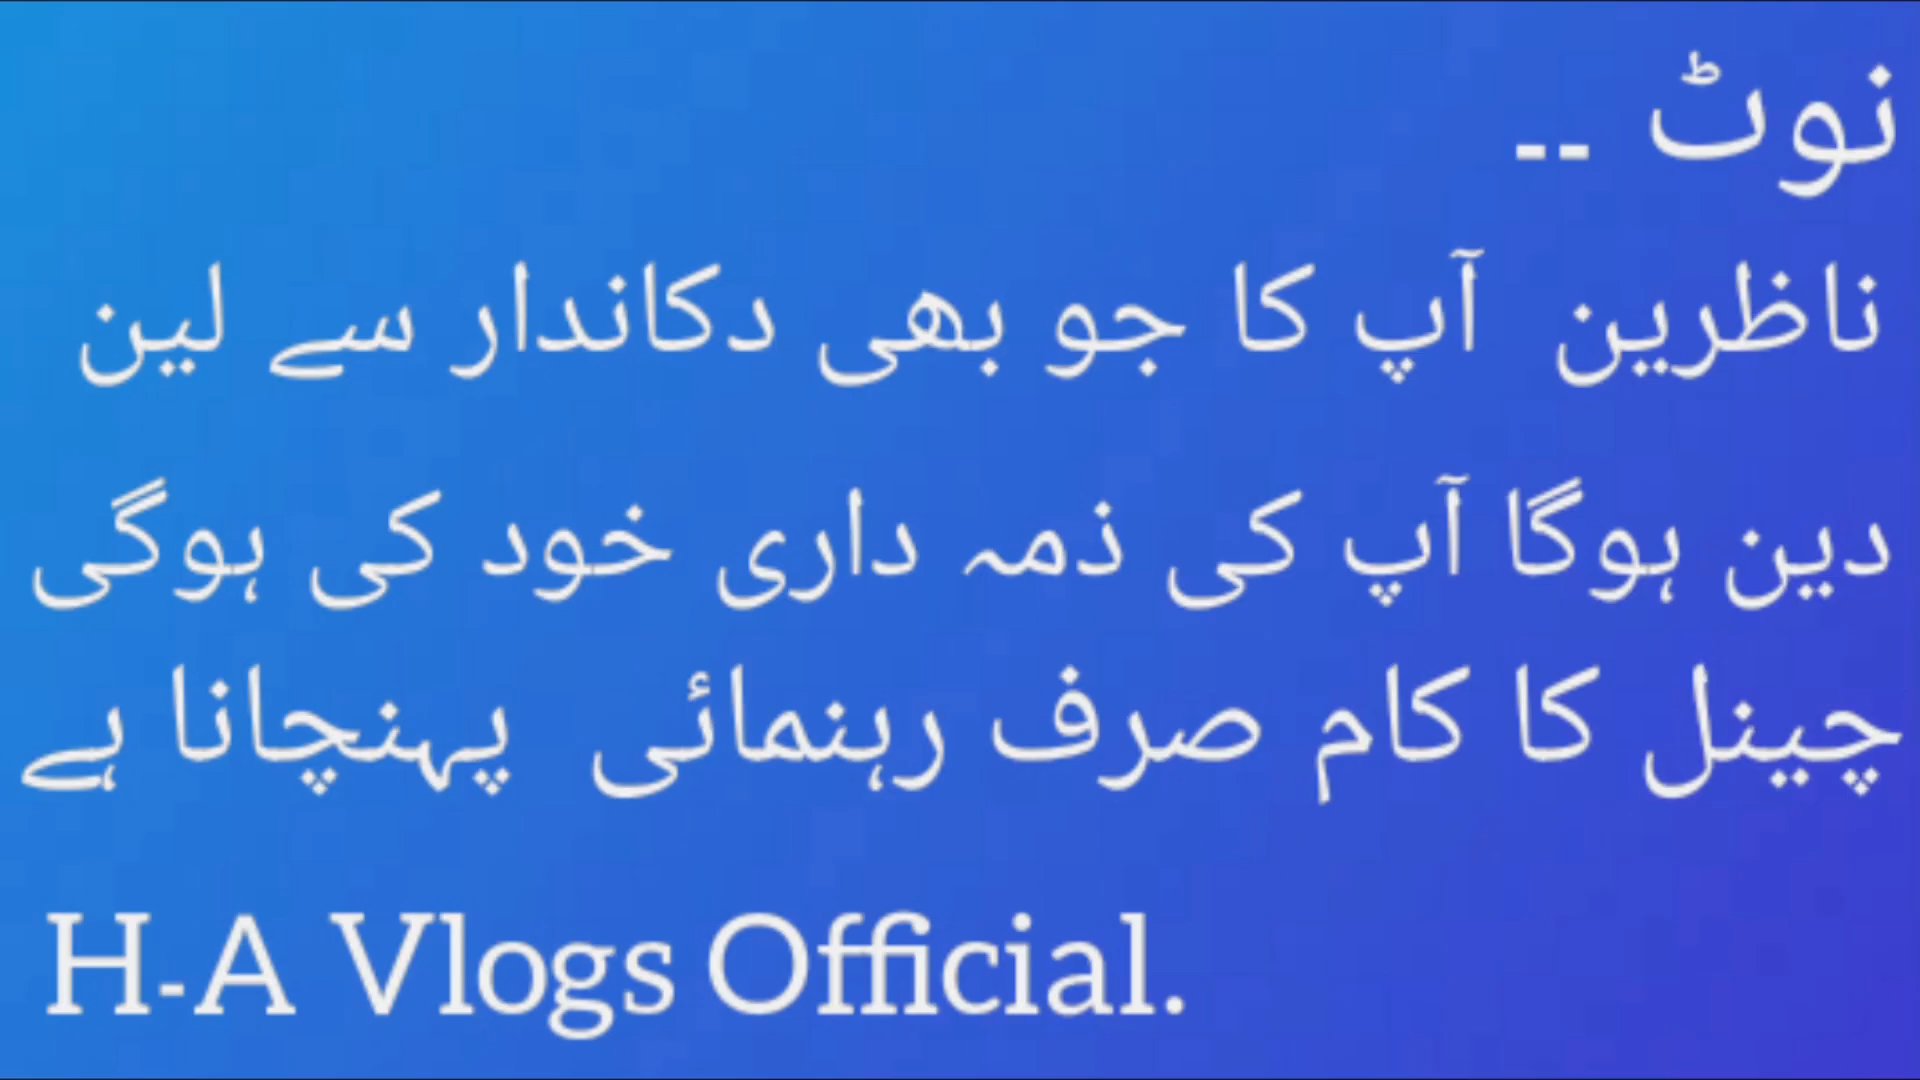 نوٹ --
ناظرین آپ کا جو بھی دکاندار سے لین
دین ہوگا آپ کی ذمہ داری خود کی ہوگی
چینل کا کام صرف رہنمائی پہنچانا ہے
H-A Vlogs Official.